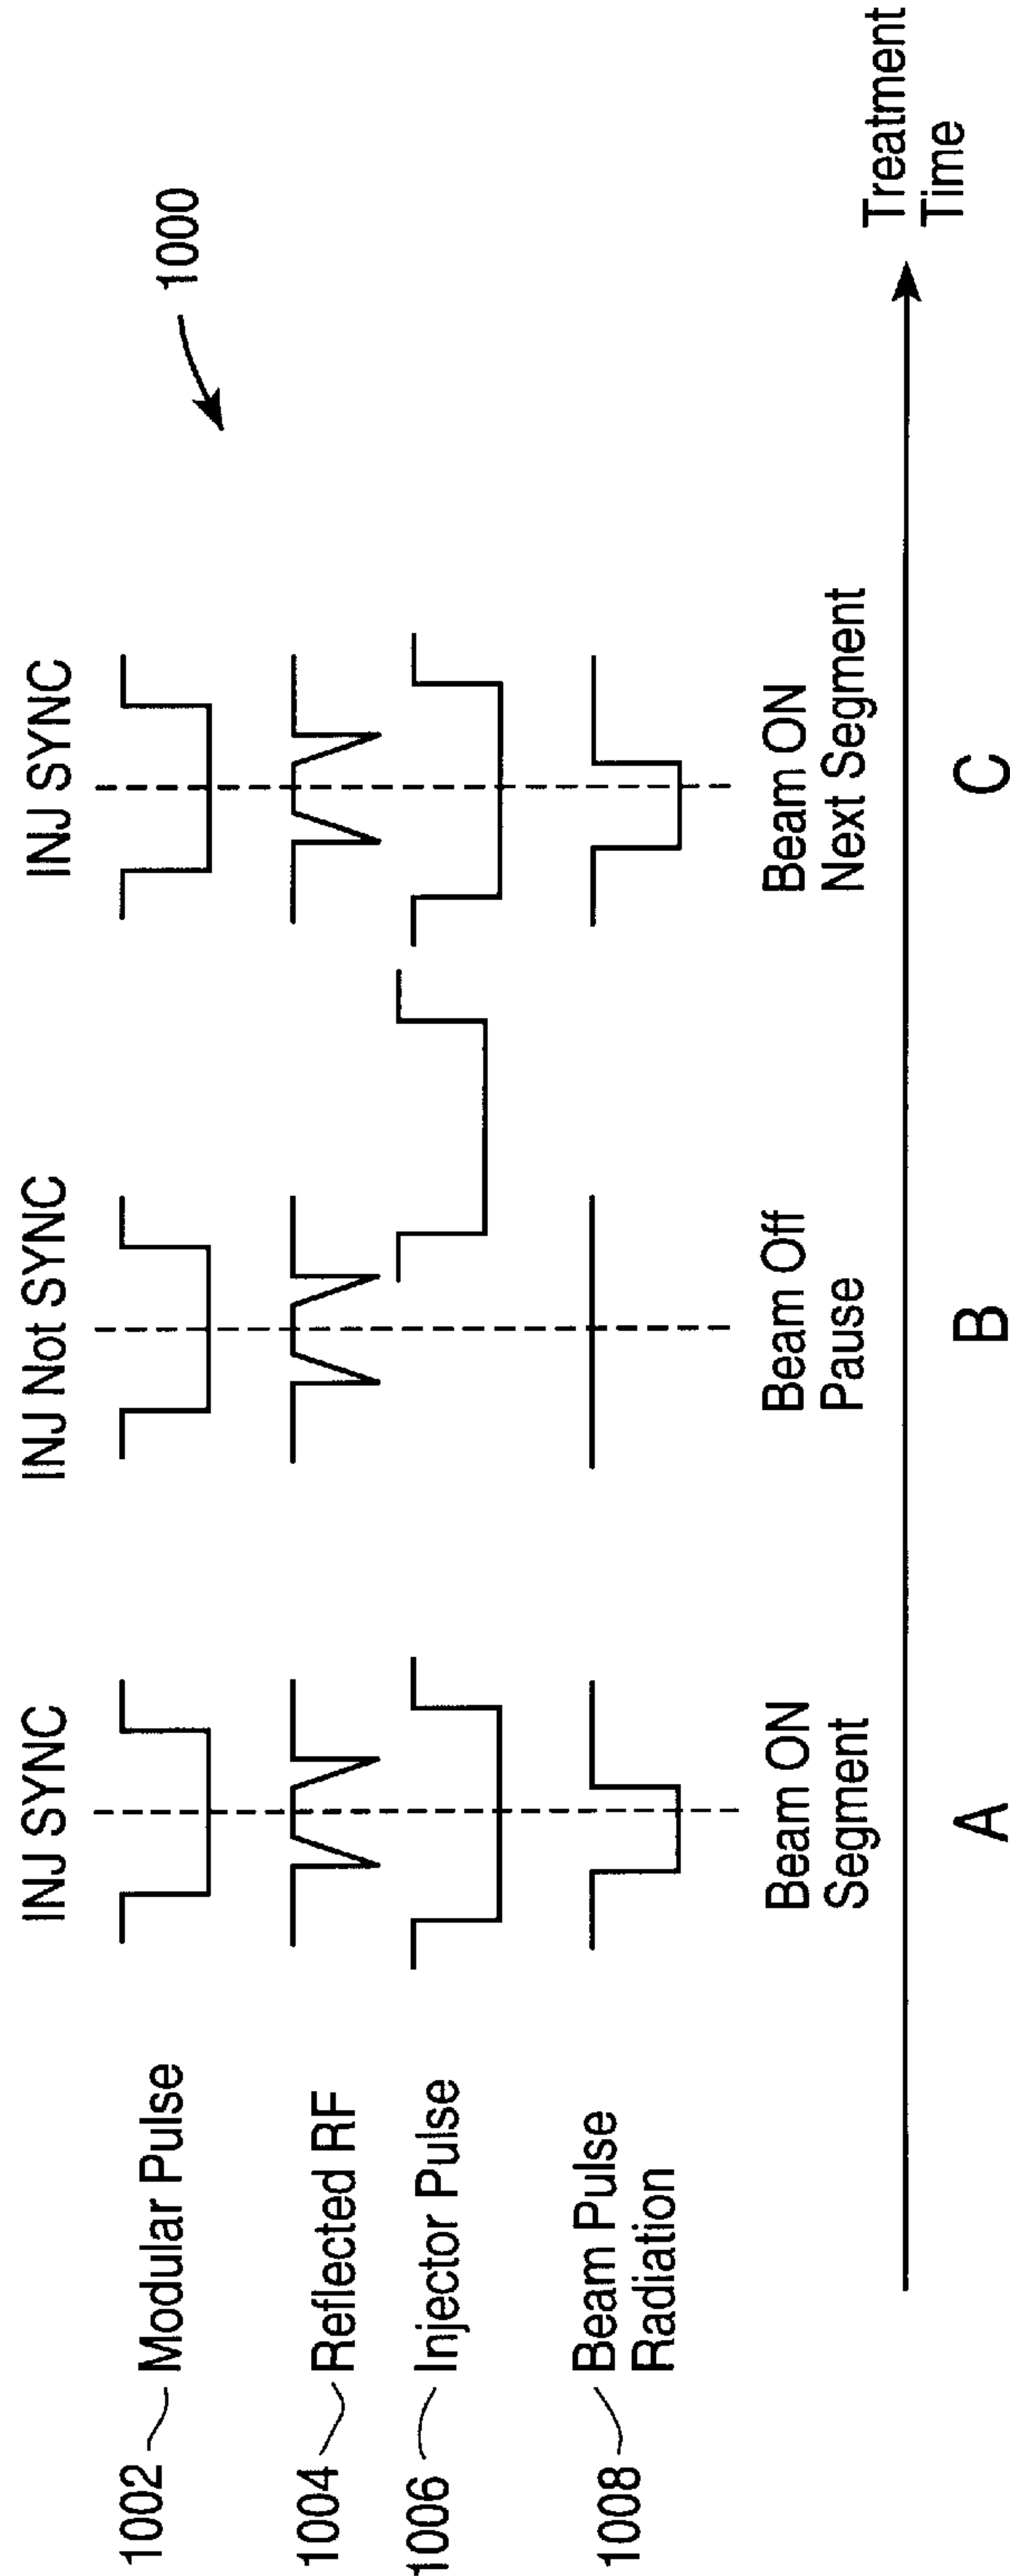 1000
INJ SYNC
INJ Not SYNC
INJ SYNC
1002
Modular Pulse
1004
Reflected RF
1006
Injector Pulse
1008
Beam Pulse
Radiation
Beam ON
Segment
Beam Off
Pause
Beam ON
Next Segment
Treatment
Time
A
B
C